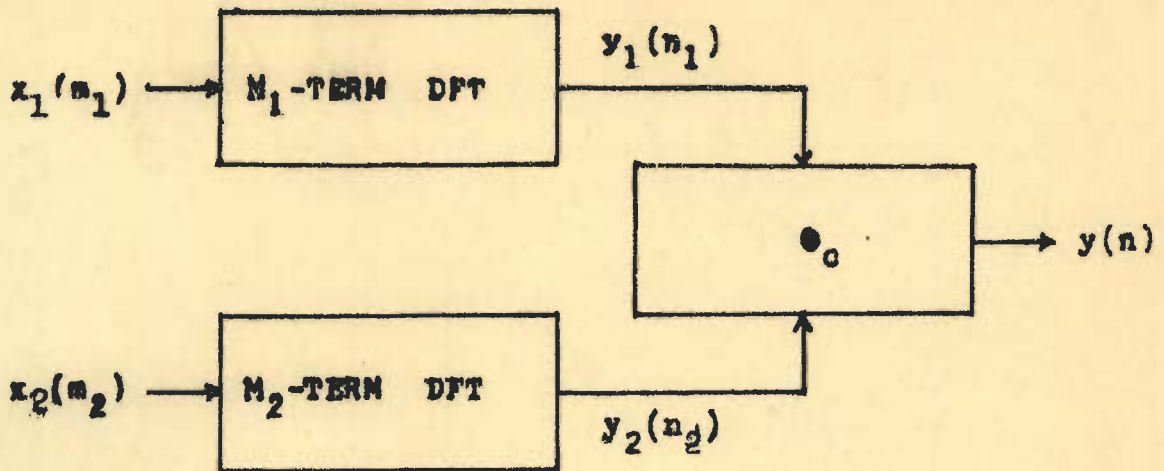 x₁(m₁)
M₁-TERM DFT
y₁(n₁)
●c
y(n)
x₂(m₂)
M₂-TERM DFT
y₂(n₂)